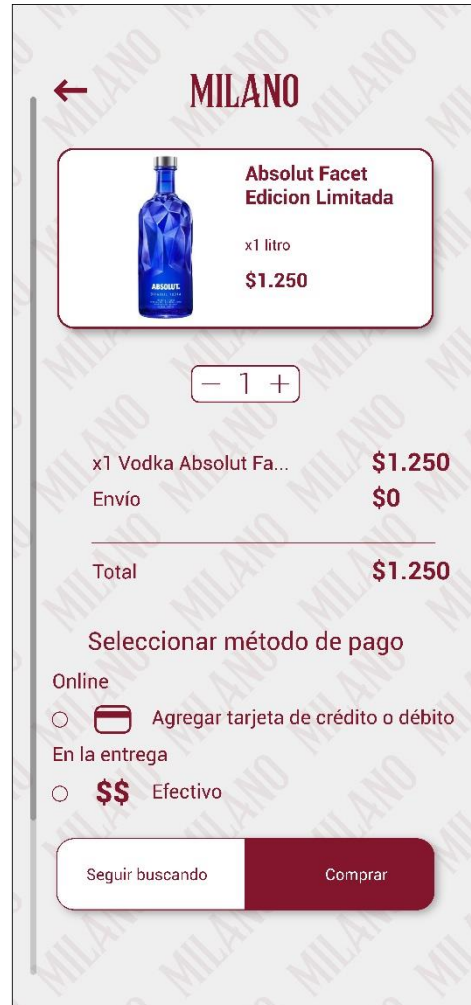 MILANO
Absolut Facet
Edicion Limitada
x1 litro
$1.250
ABSOLUT.
— 1 +
x1 Vodka Absolut Fa... $1.250
Envío $0
Total $1.250
Seleccionar método de pago
Online
Agregar tarjeta de crédito o débito
En la entrega
$$ Efectivo
Seguir buscando Comprar